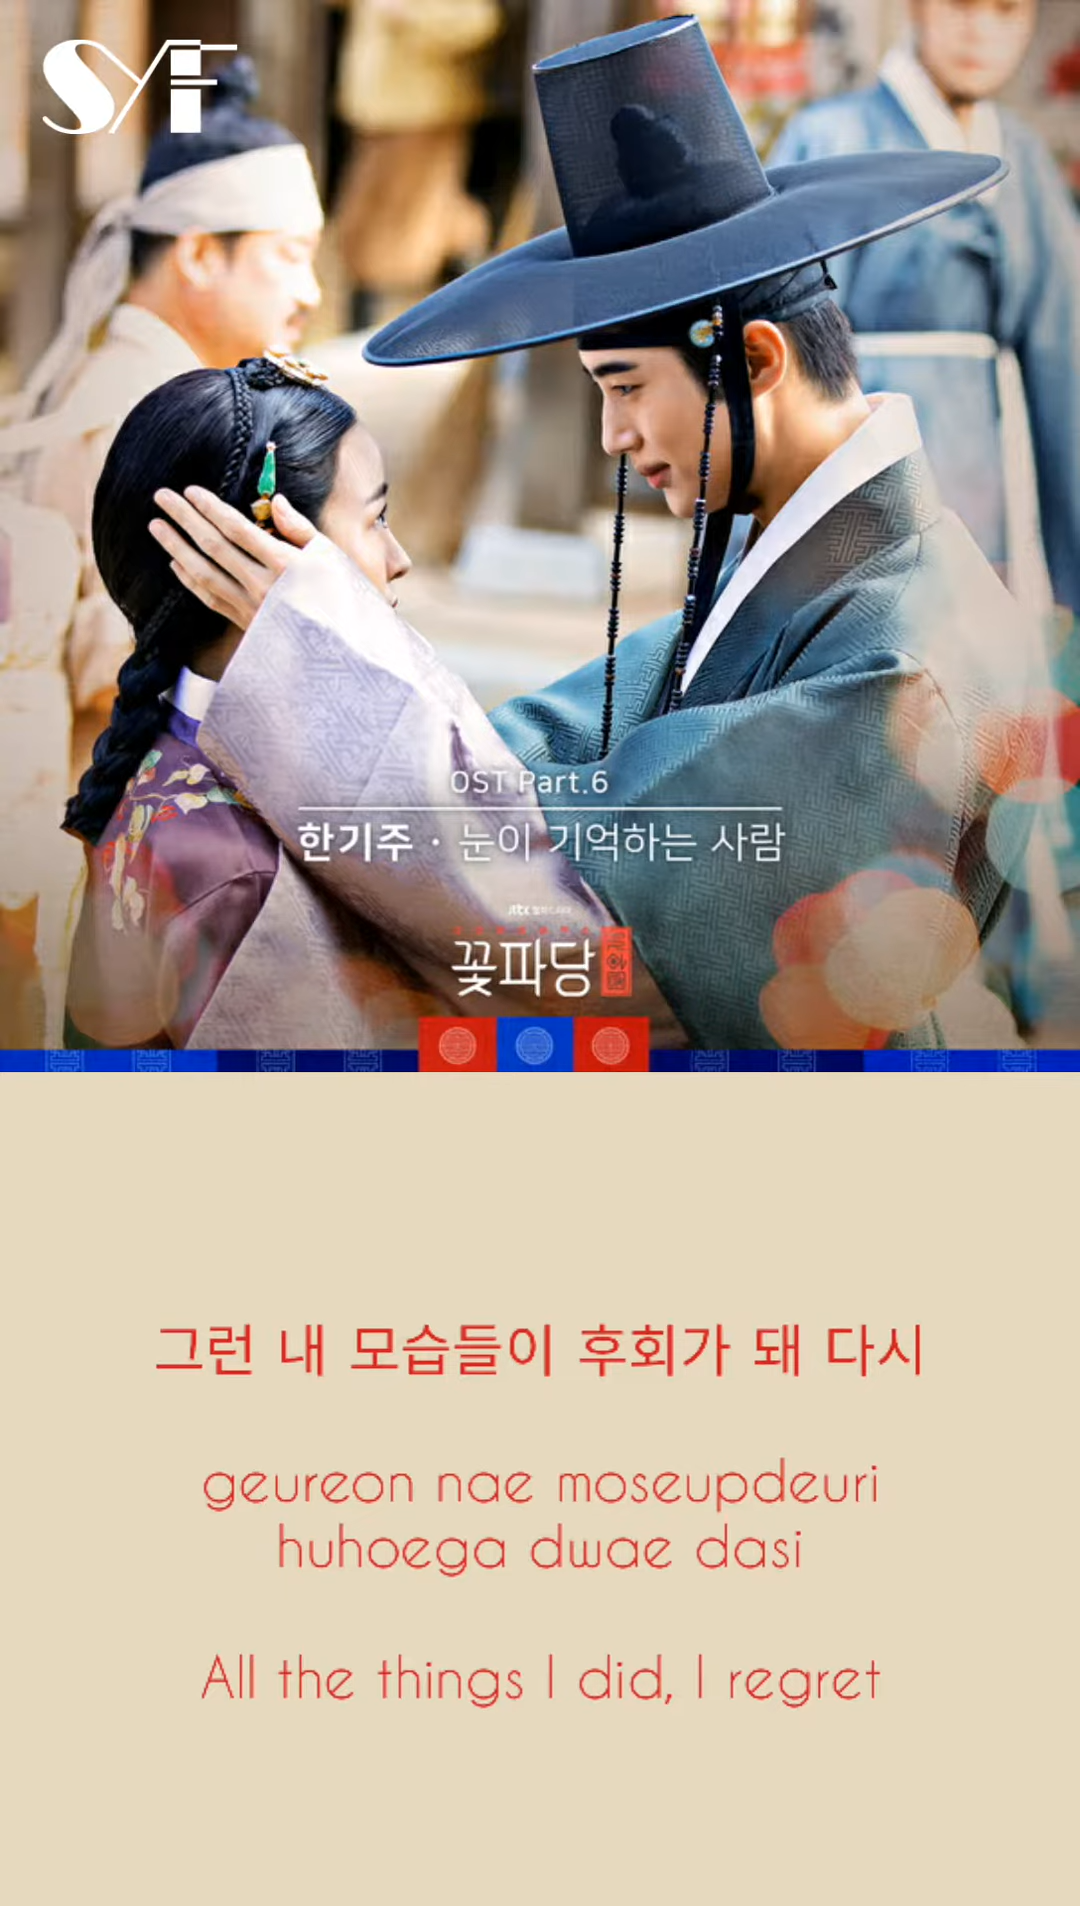 SYF
OST Part.6
한기주 · 눈이 기억하는 사람
jtbc
꽃파당
그런 내 모습들이 후회가 돼 다시
geureon nae moseupdeuri
huhoega dwae dasi
All the things I did, I regret